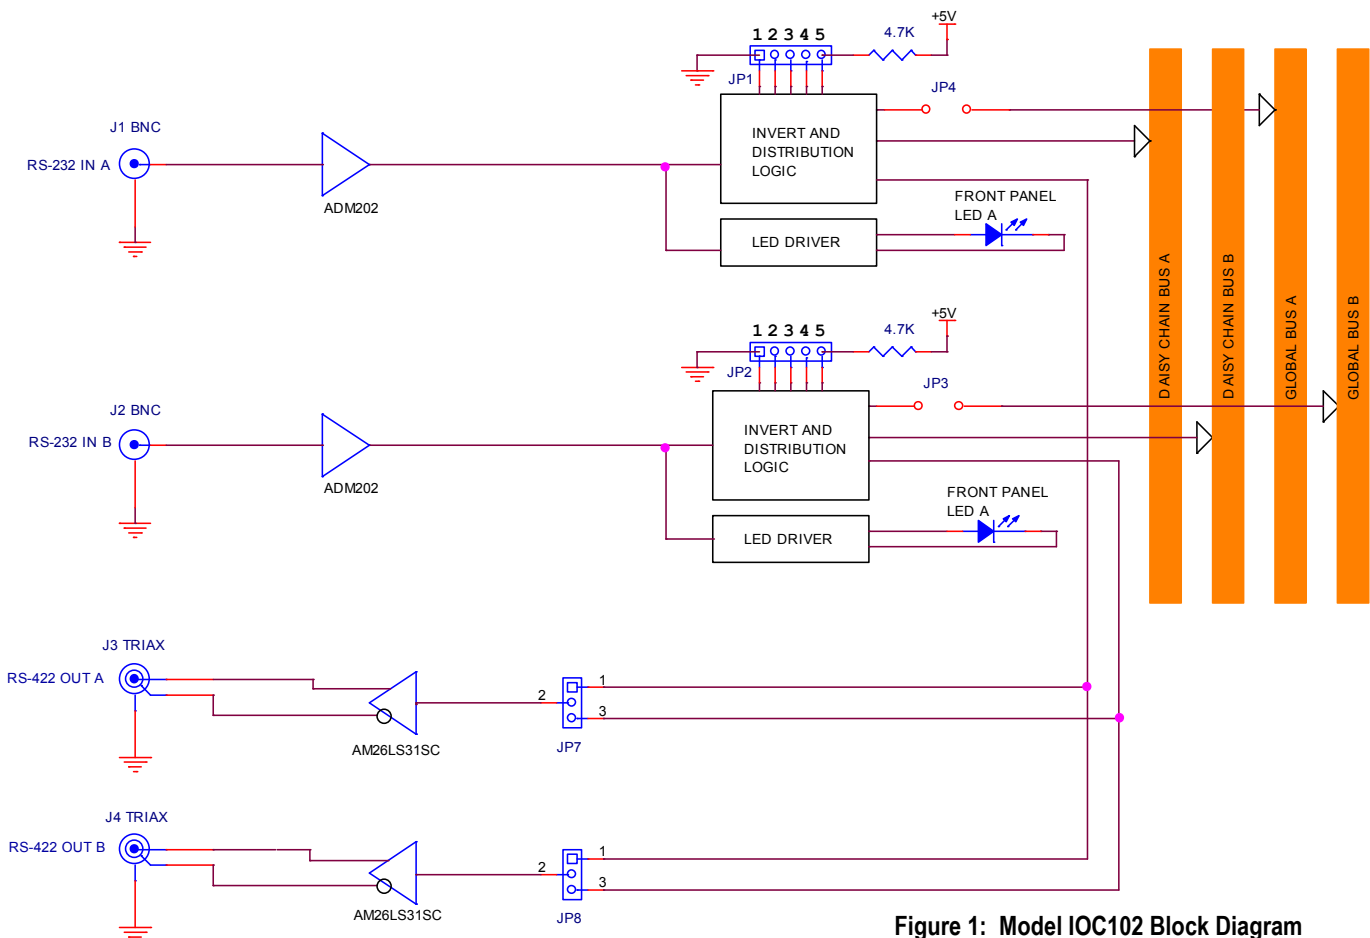 +5V
1 2 3 4 5
4.7K
JP1
JP4
J1 BNC
INVERT AND
DISTRIBUTION
LOGIC
RS-232 IN A
ADM202
FRONT PANEL
LED A
LED DRIVER
DAISY CHAIN BUS A
DAISY CHAIN BUS B
GLOBAL BUS A
GLOBAL BUS B
+5V
1 2 3 4 5
4.7K
JP2
JP3
J2 BNC
INVERT AND
DISTRIBUTION
LOGIC
RS-232 IN B
ADM202
FRONT PANEL
LED A
LED DRIVER
J3 TRIAX
RS-422 OUT A
1
2
3
AM26LS31SC
JP7
J4 TRIAX
RS-422 OUT B
1
2
3
AM26LS31SC
JP8
Figure 1: Model IOC102 Block Diagram